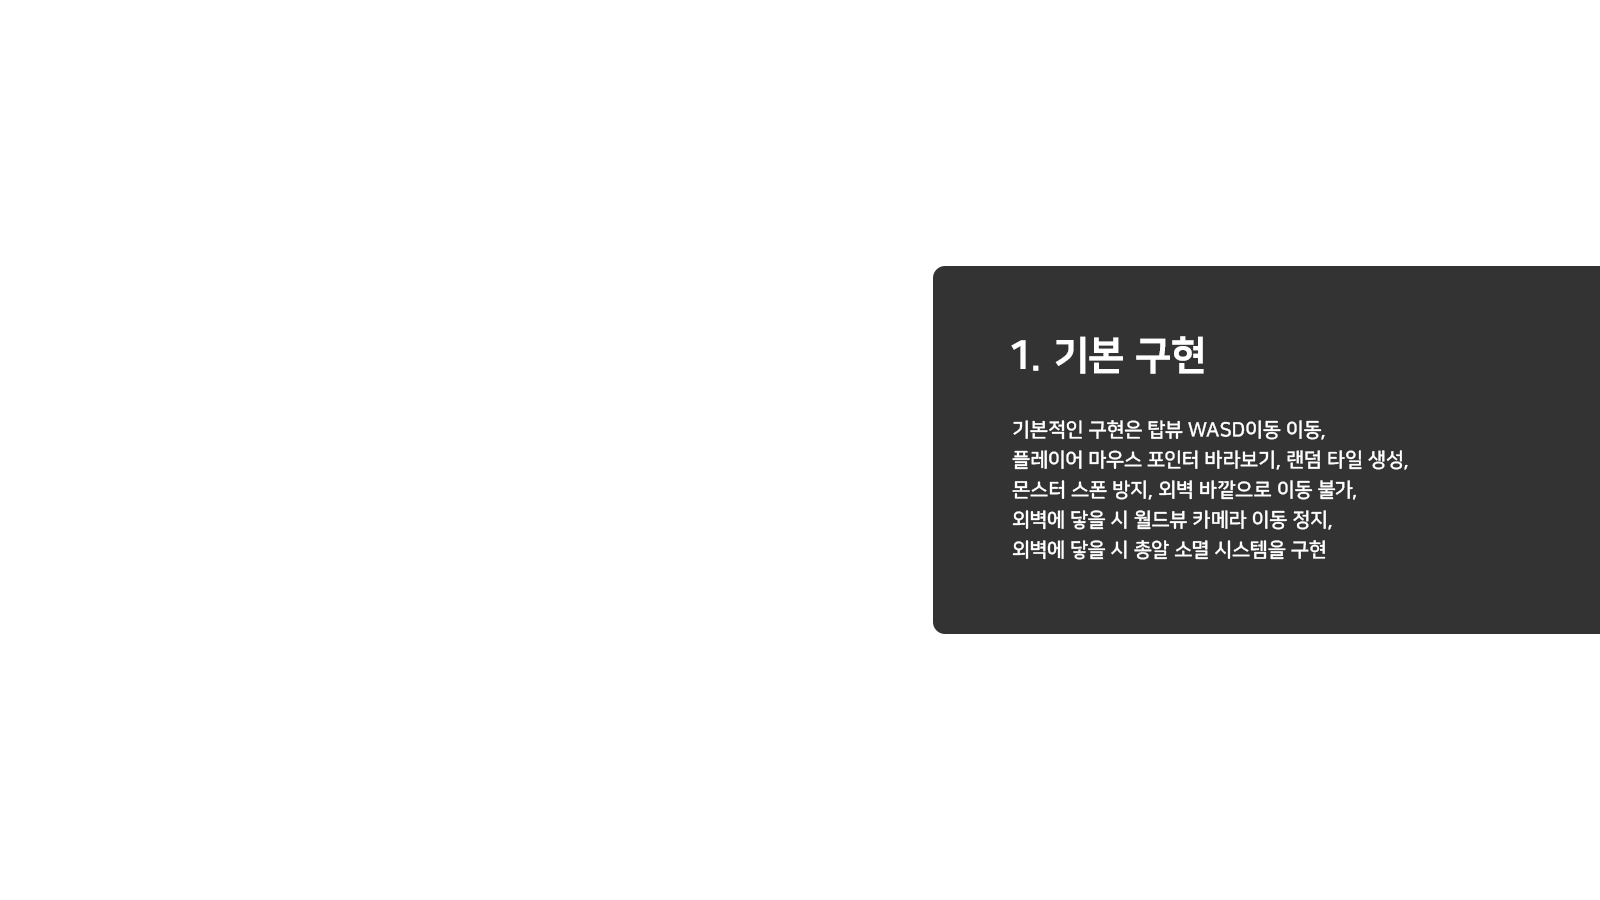 1. 기본 구현
기본적인 구현은 탑뷰 WASD이동 이동,
플레이어 마우스 포인터 바라보기, 랜덤 타일 생성,
몬스터 스폰 방지, 외벽 바깥으로 이동 불가,
외벽에 닿을 시 월드뷰 카메라 이동 정지,
외벽에 닿을 시 총알 소멸 시스템을 구현